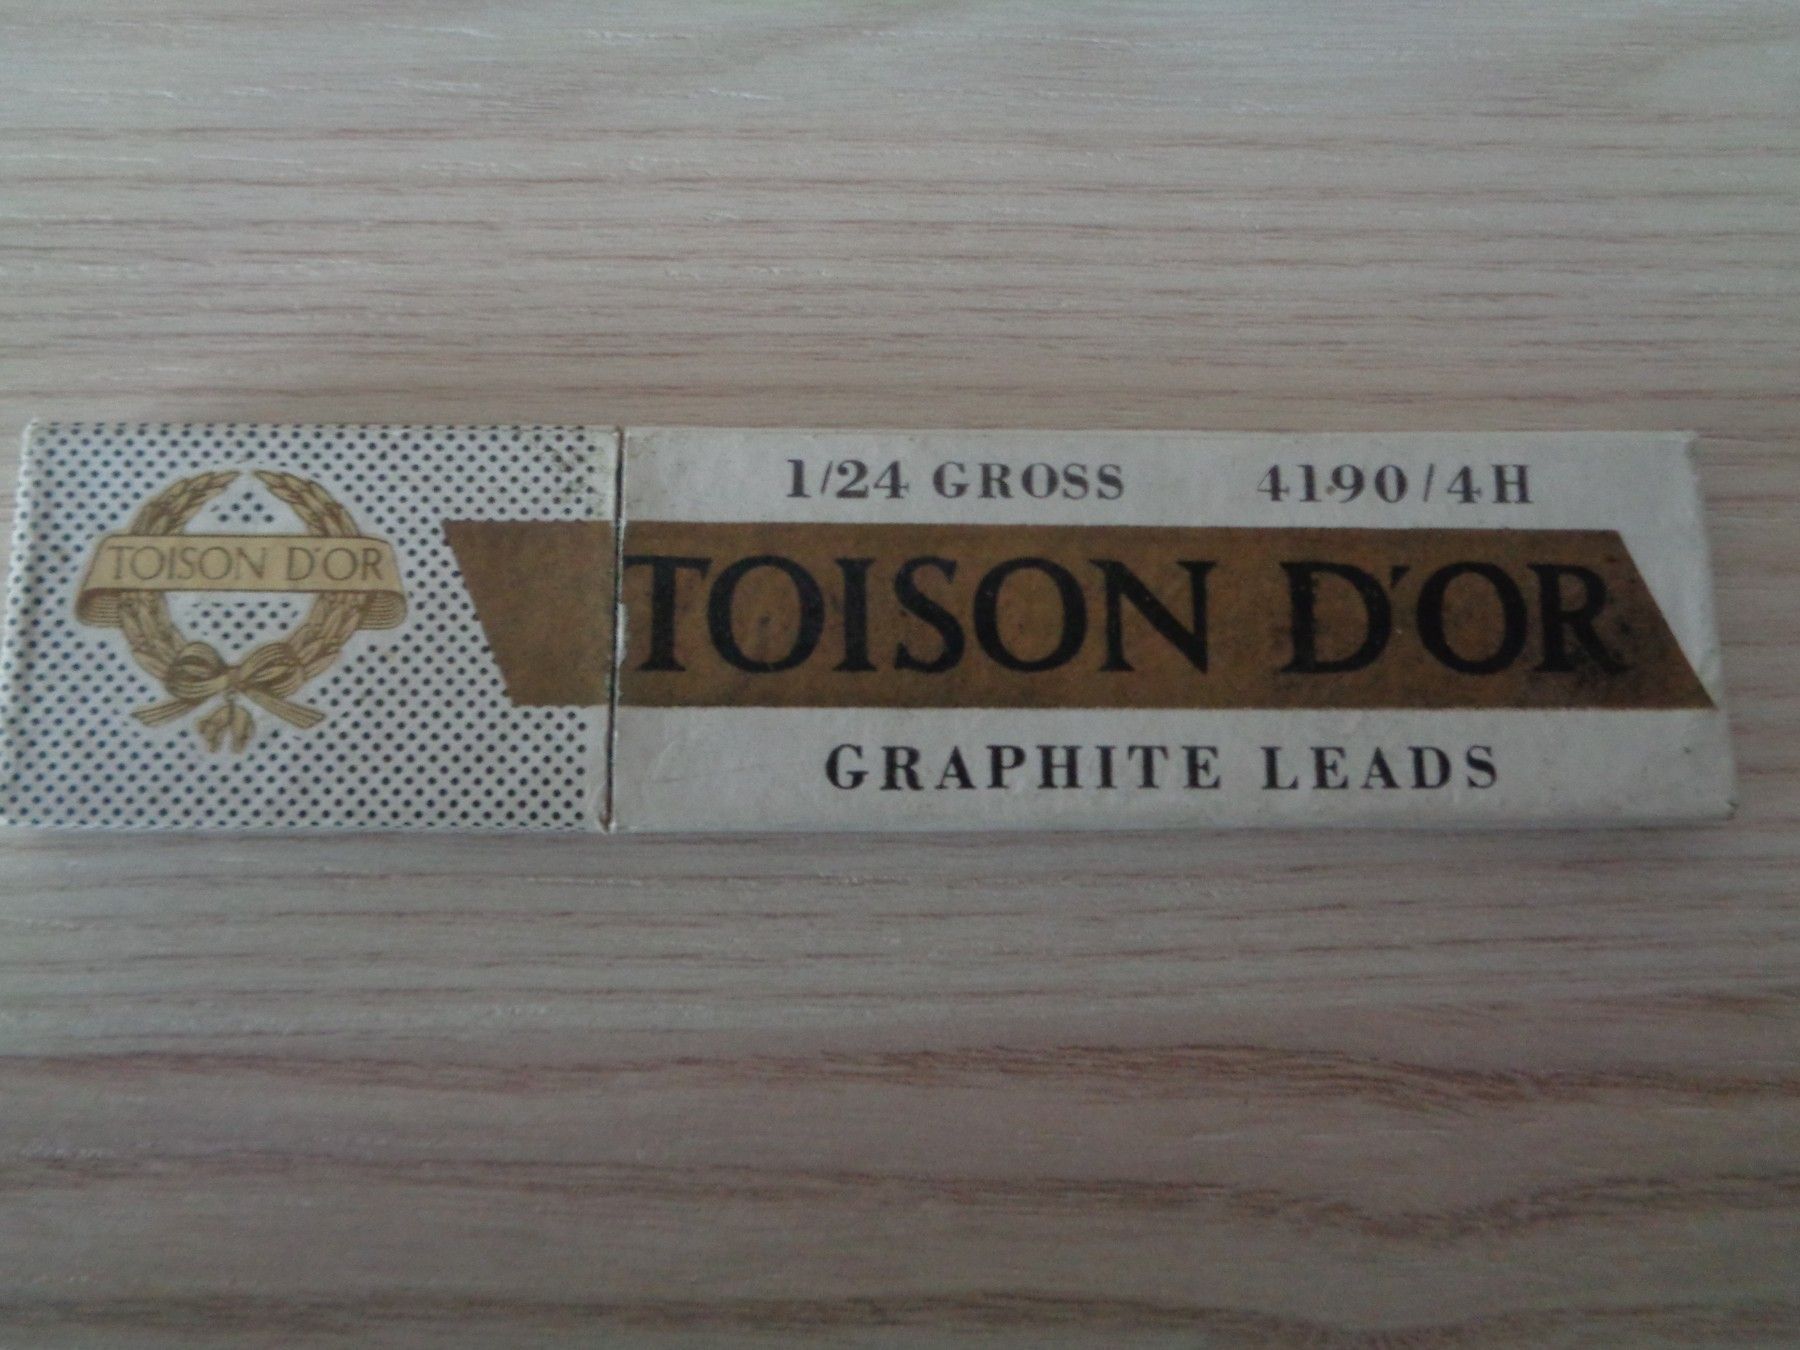 TOISON D'OR
1/24 GROSS 4190/4H
TOISON D'OR
GRAPHITE LEADS